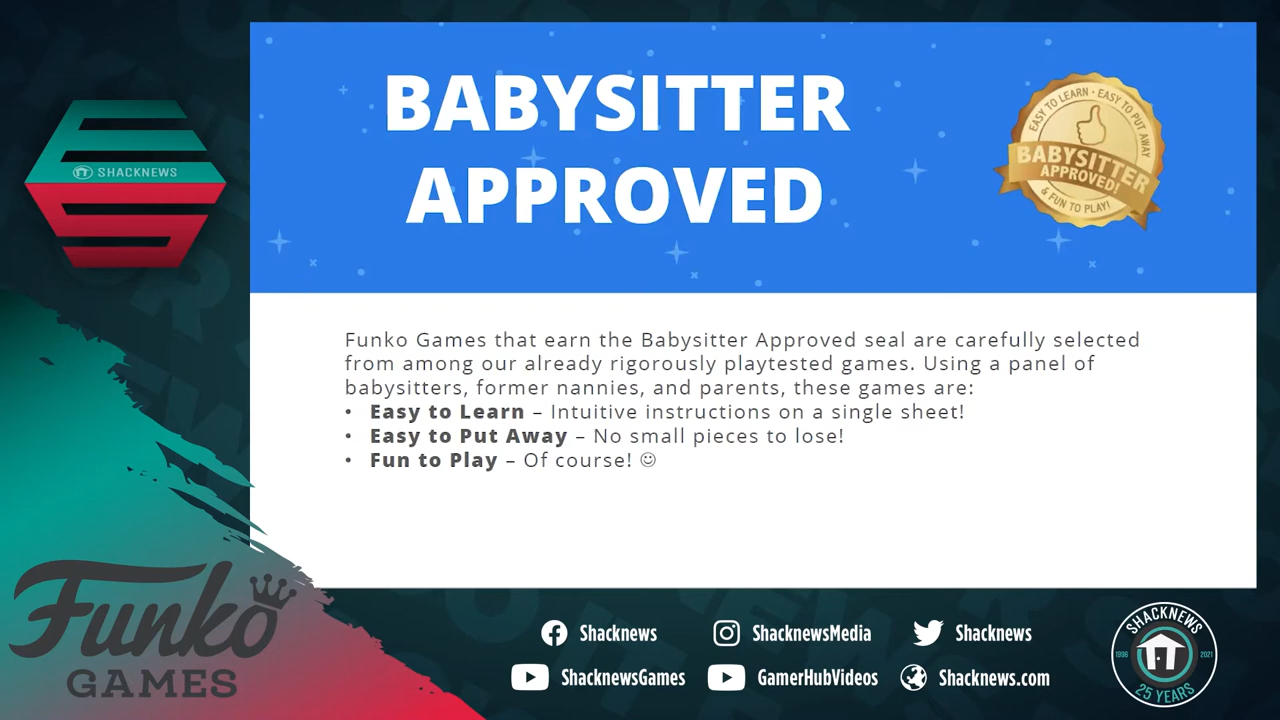 SHACKNEWS
BABYSITTER
APPROVED
EASY TO LEARN • EASY TO PUT AWAY
BABYSITTER
APPROVED!
& FUN TO PLAY!
Funko Games that earn the Babysitter Approved seal are carefully selected
from among our already rigorously playtested games. Using a panel of
babysitters, former nannies, and parents, these games are:
• Easy to Learn – Intuitive instructions on a single sheet!
• Easy to Put Away – No small pieces to lose!
• Fun to Play – Of course! ☺
Funko
GAMES
Shacknews ShacknewsMedia Shacknews
ShacknewsGames GamerHubVideos Shacknews.com
SHACKNEWS
1996 2021
25 YEARS